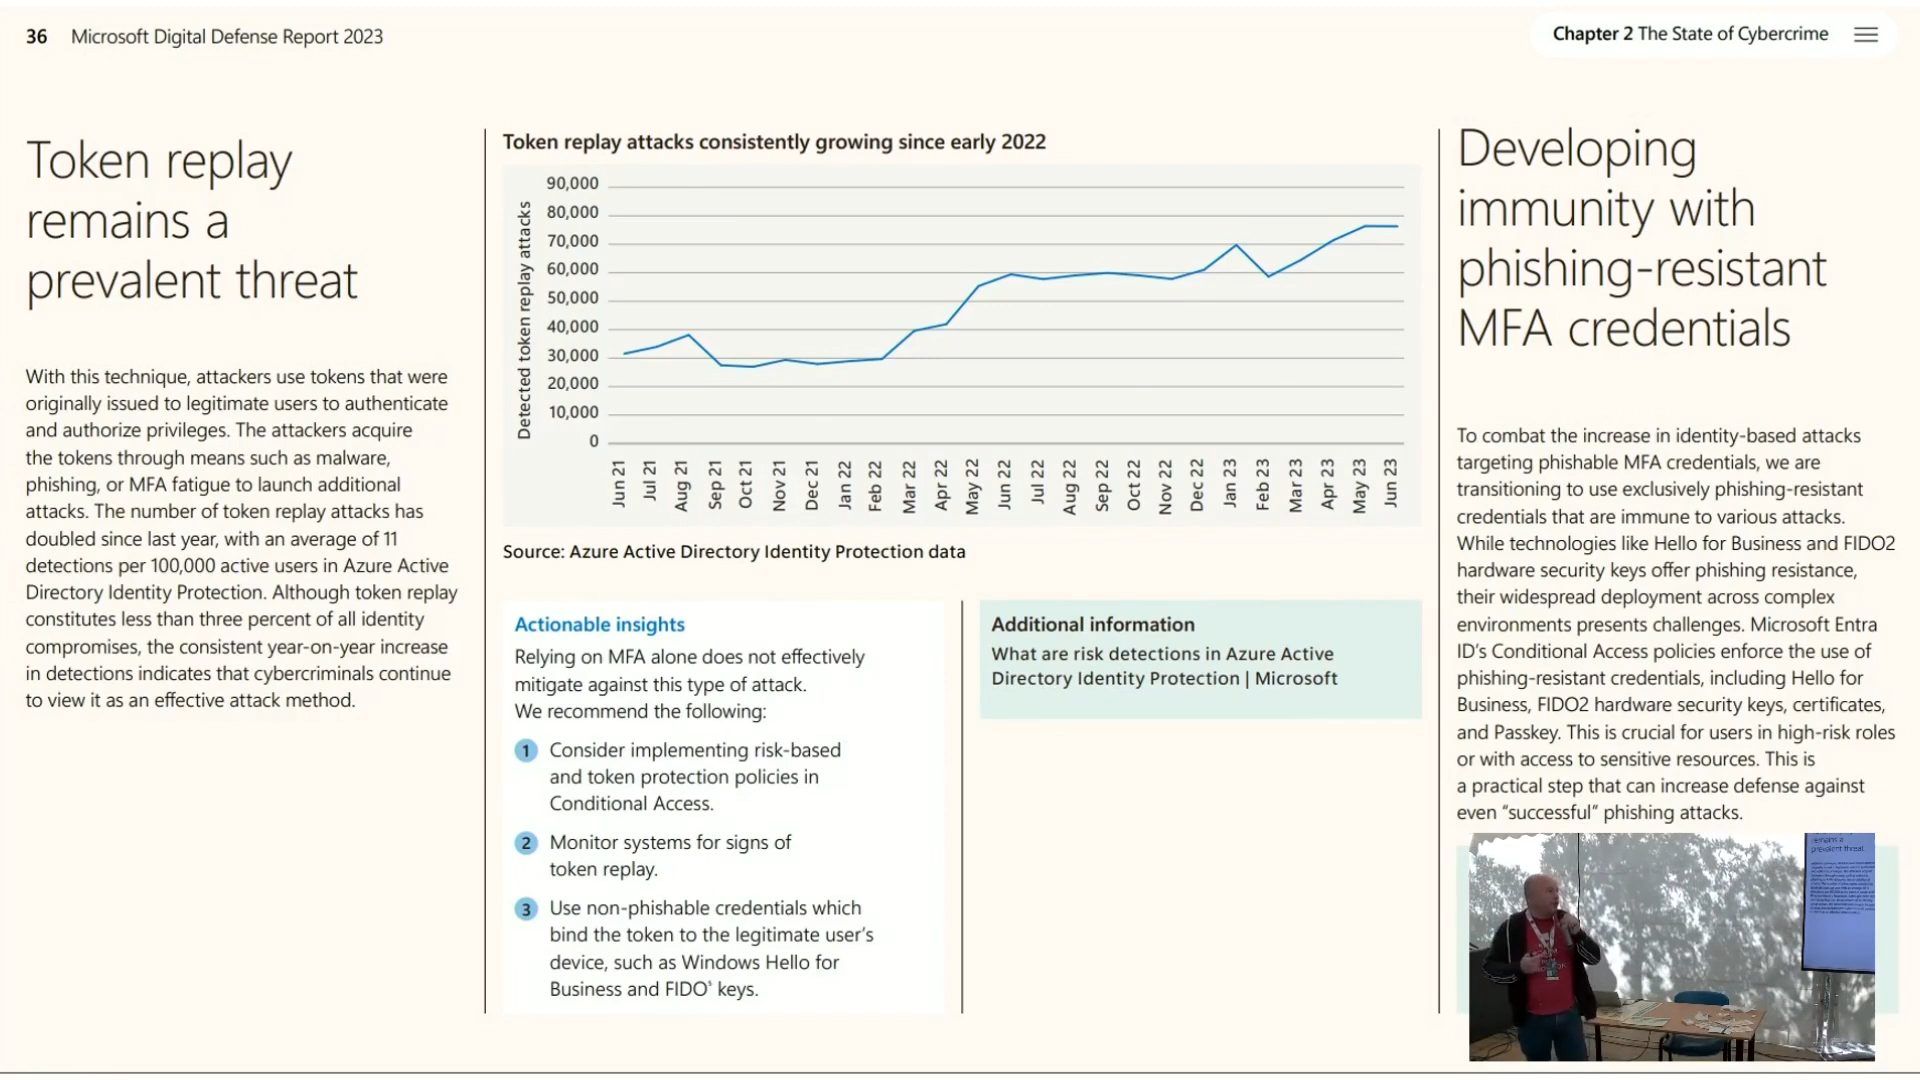 36 Microsoft Digital Defense Report 2023
Chapter 2 The State of Cybercrime
Token replay
remains a
prevalent threat
With this technique, attackers use tokens that were
originally issued to legitimate users to authenticate
and authorize privileges. The attackers acquire
the tokens through means such as malware,
phishing, or MFA fatigue to launch additional
attacks. The number of token replay attacks has
doubled since last year, with an average of 11
detections per 100,000 active users in Azure Active
Directory Identity Protection. Although token replay
constitutes less than three percent of all identity
compromises, the consistent year-on-year increase
in detections indicates that cybercriminals continue
to view it as an effective attack method.
Token replay attacks consistently growing since early 2022
Detected token replay attacks
90,000
80,000
70,000
60,000
50,000
40,000
30,000
20,000
10,000
0
Jun 21
Jul 21
Aug 21
Sep 21
Oct 21
Nov 21
Dec 21
Jan 22
Feb 22
Mar 22
Apr 22
May 22
Jun 22
Jul 22
Aug 22
Sep 22
Oct 22
Nov 22
Dec 22
Jan 23
Feb 23
Mar 23
Apr 23
May 23
Jun 23
Source: Azure Active Directory Identity Protection data
Actionable insights
Relying on MFA alone does not effectively
mitigate against this type of attack.
We recommend the following:
1 Consider implementing risk-based
and token protection policies in
Conditional Access.
2 Monitor systems for signs of
token replay.
3 Use non-phishable credentials which
bind the token to the legitimate user’s
device, such as Windows Hello for
Business and FIDO⁵ keys.
Additional information
What are risk detections in Azure Active
Directory Identity Protection | Microsoft
Developing
immunity with
phishing-resistant
MFA credentials
To combat the increase in identity-based attacks
targeting phishable MFA credentials, we are
transitioning to use exclusively phishing-resistant
credentials that are immune to various attacks.
While technologies like Hello for Business and FIDO2
hardware security keys offer phishing resistance,
their widespread deployment across complex
environments presents challenges. Microsoft Entra
ID’s Conditional Access policies enforce the use of
phishing-resistant credentials, including Hello for
Business, FIDO2 hardware security keys, certificates,
and Passkey. This is crucial for users in high-risk roles
or with access to sensitive resources. This is
a practical step that can increase defense against
even “successful” phishing attacks.
remains a
prevalent threat